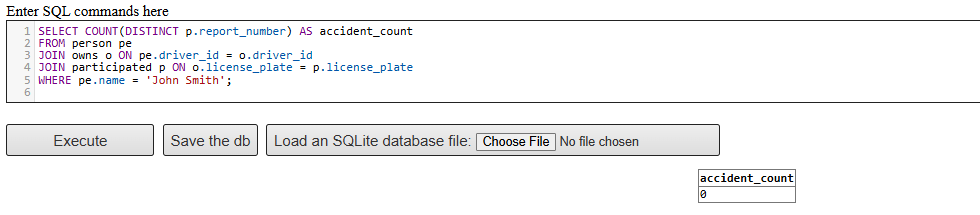 Enter SQL commands here
1 SELECT COUNT(DISTINCT p.report_number) AS accident_count
2 FROM person pe
3 JOIN owns o ON pe.driver_id = o.driver_id
4 JOIN participated p ON o.license_plate = p.license_plate
5 WHERE pe.name = 'John Smith';
6
Execute Save the db Load an SQLite database file: Choose File No file chosen
accident_count
0